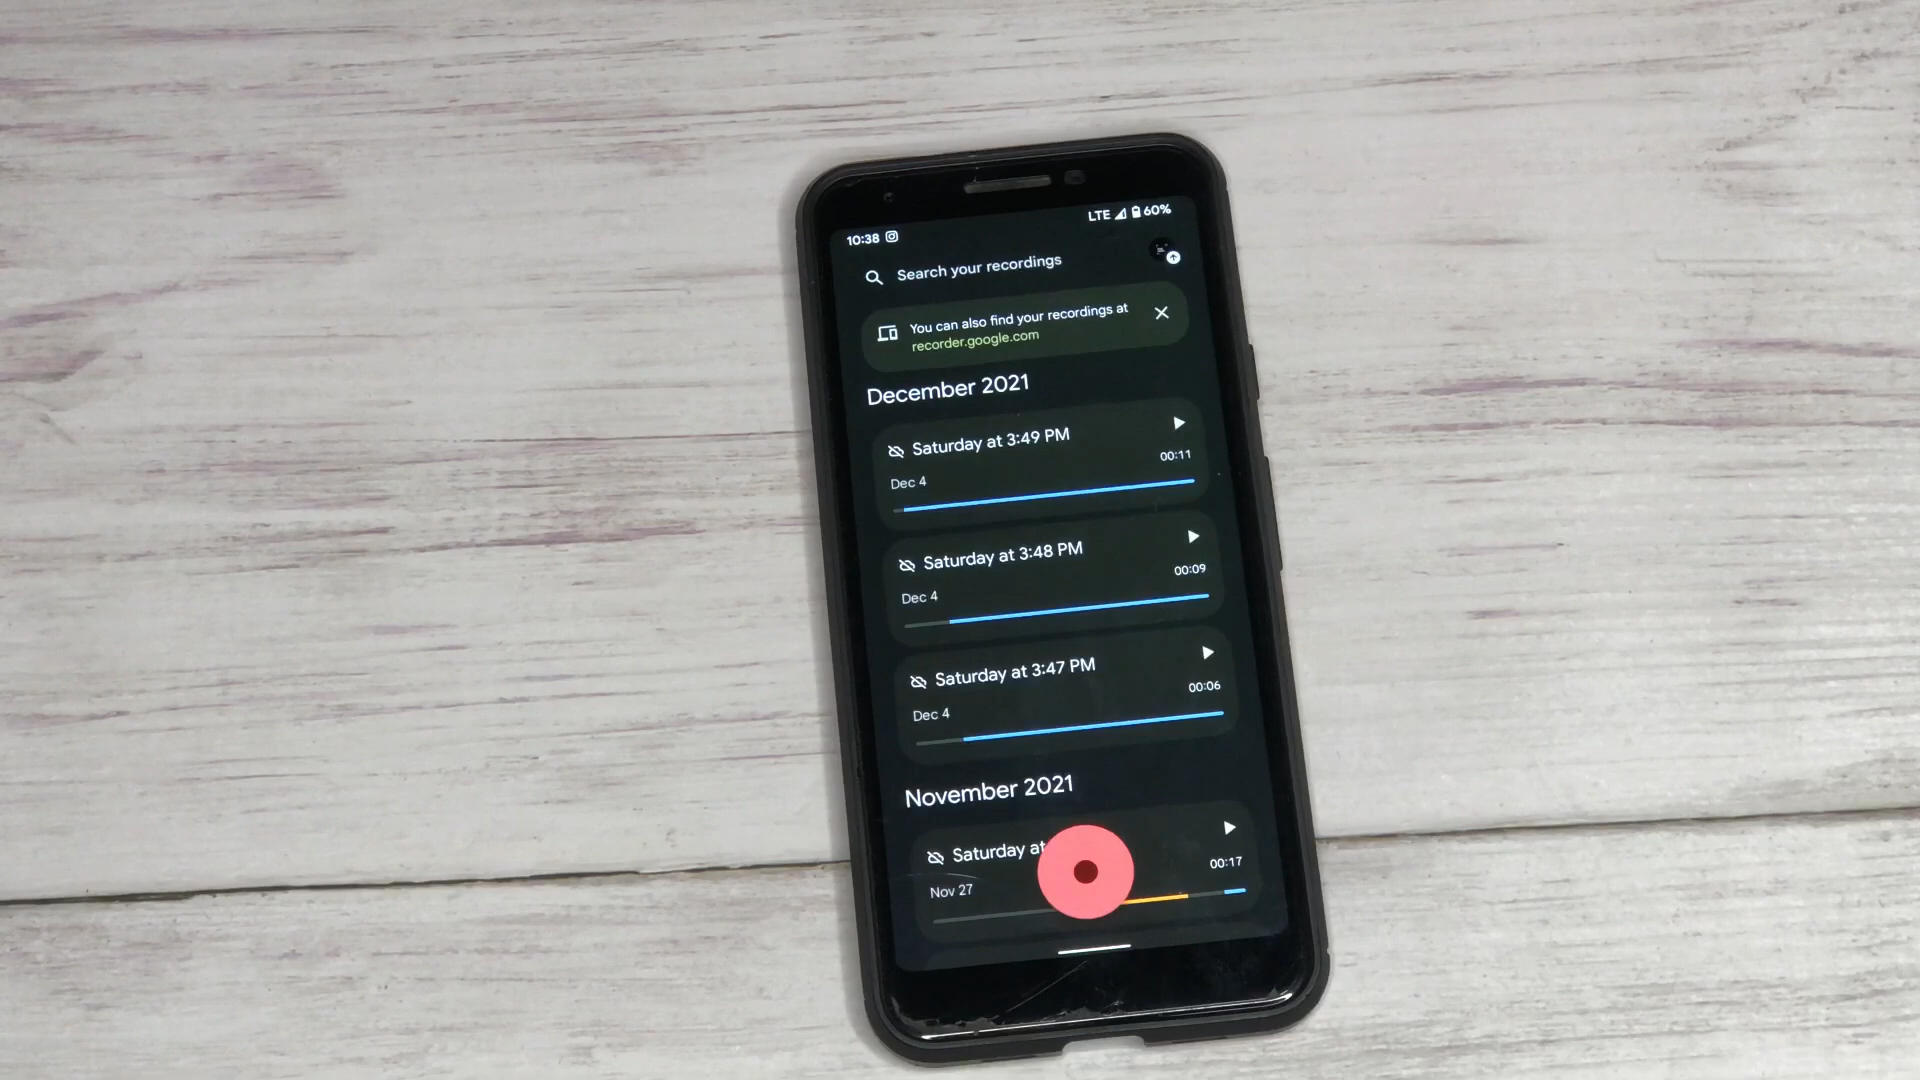 10:38 LTE 60%
Search your recordings
You can also find your recordings at
recorder.google.com
December 2021
Saturday at 3:49 PM
00:11
Dec 4
Saturday at 3:48 PM
00:09
Dec 4
Saturday at 3:47 PM
00:06
Dec 4
November 2021
Saturday at
00:17
Nov 27